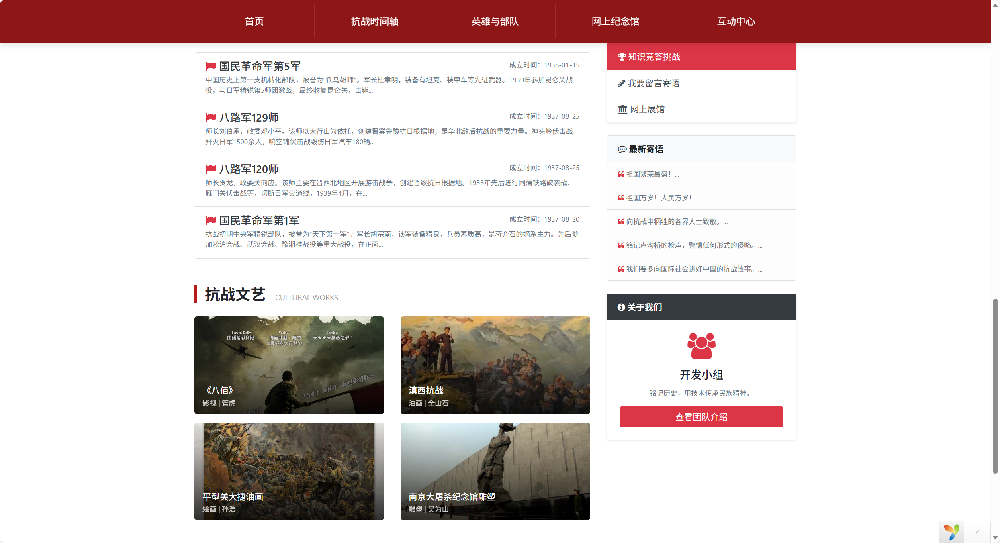 首页
抗战时间轴
英雄与部队
网上纪念馆
互动中心
国民革命军第5军
成立时间：1938-01-15
中国历史上第一支机械化部队，被誉为"铁马雄师"。军长杜聿明，装备有坦克、装甲车等先进武器。1939年参加昆仑关战
役，与日军精锐第5师团激战，最终收复昆仑关，击毙...
八路军129师
成立时间：1937-08-25
师长刘伯承，政委邓小平。该师以太行山为依托，创建晋冀鲁豫抗日根据地，是华北敌后抗战的重要力量。神头岭伏击战
歼灭日军1500余人，响堂铺伏击战毁伤日军汽车180辆...
八路军120师
成立时间：1937-08-25
师长贺龙，政委关向应。该师主要在晋西北地区开展游击战争，创建晋绥抗日根据地。1938年先后进行同蒲铁路破袭战、
雁门关伏击战等，切断日军交通线。1939年4月，在...
国民革命军第1军
成立时间：1937-08-20
抗战初期中央军精锐部队，被誉为"天下第一军"。军长胡宗南，该军装备精良，兵员素质高，是蒋介石的嫡系主力。先后参
加淞沪会战、武汉会战、豫湘桂战役等重大战役，在正面...
抗战文艺 CULTURAL WORKS
Screen Daily:
由頭精彩到尾！
Variety:
場面壯觀，媲美
《鄧寇克大行動》！
Empire:
★★★★技藝超群！
八百壯士 如何打一場必敗的勝仗?!
《八佰》
影视 | 管虎
滇西抗战
油画 | 全山石
平型关大捷油画
绘画 | 孙浩
南京大屠杀纪念馆雕塑
雕塑 | 吴为山
知识竞答挑战
我要留言寄语
网上展馆
最新寄语
祖国繁荣昌盛！...
祖国万岁！人民万岁！...
向抗战中牺牲的各界人士致敬。...
铭记卢沟桥的枪声，警惕任何形式的侵略。...
我们要多向国际社会讲好中国的抗战故事。...
关于我们
开发小组
铭记历史，用技术传承民族精神。
查看团队介绍